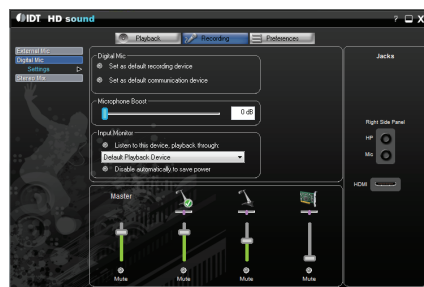 IDT HD sound
? X
Playback
Recording
Preferences
External Mic
Digital Mic
Settings
Stereo Mix
Digital Mic
Set as default recording device
Set as default communication device
Microphone Boost
0 dB
Input Monitor
Listen to this device, playback through:
Default Playback Device
Disable automatically to save power
Master
Mute
Mute
Mute
Mute
Jacks
Right Side Panel
HP
Mic
HDMI